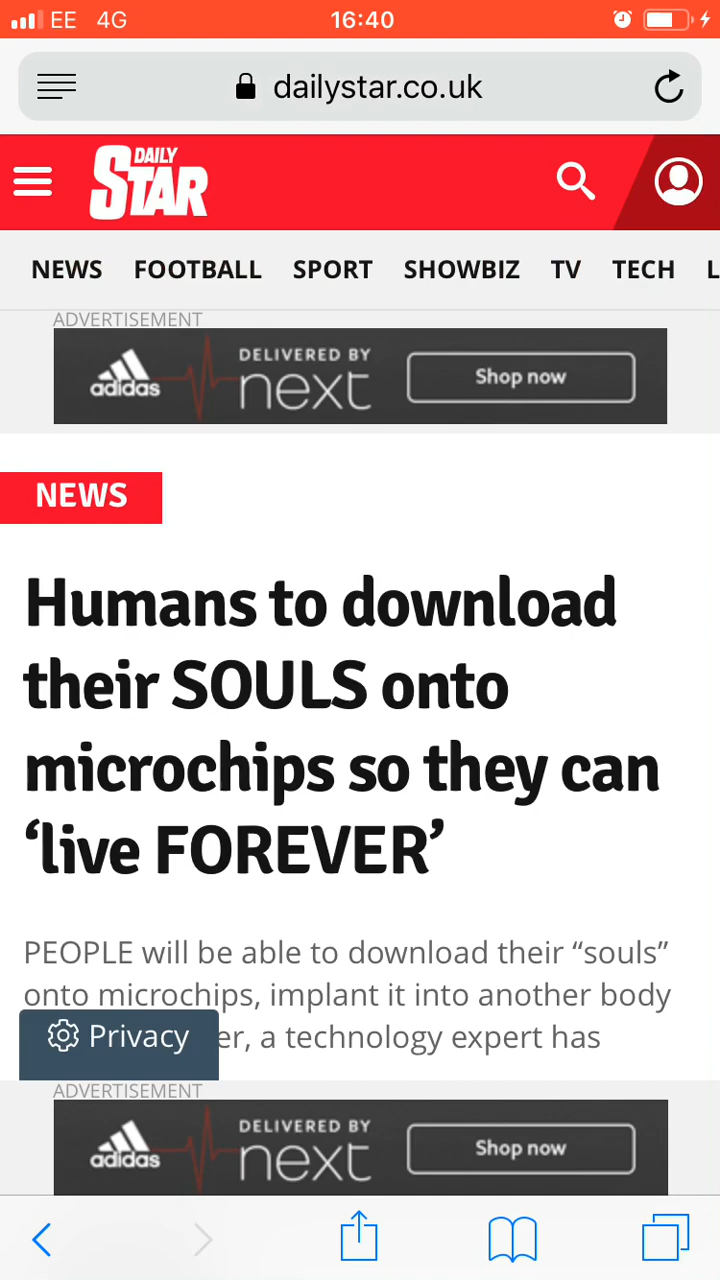 EE 4G 16:40
dailystar.co.uk
DAILY
STAR
NEWS FOOTBALL SPORT SHOWBIZ TV TECH L
ADVERTISEMENT
adidas DELIVERED BY next Shop now
NEWS
Humans to download
their SOULS onto
microchips so they can
‘live FOREVER’
PEOPLE will be able to download their “souls”
onto microchips, implant it into another body
Privacy er, a technology expert has
ADVERTISEMENT
adidas DELIVERED BY next Shop now